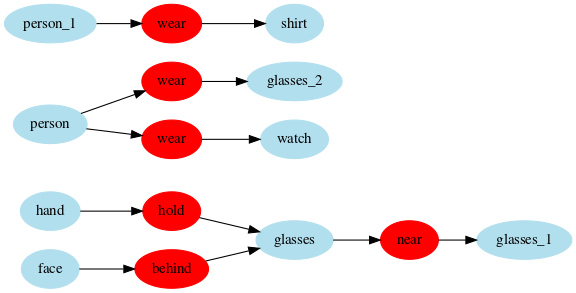 person_1 wear shirt
wear glasses_2
person
wear watch
hand hold
glasses near glasses_1
face behind